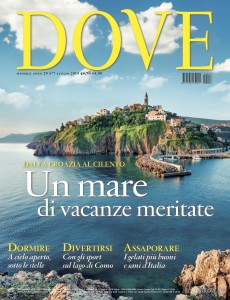 DOVE
DALLA CROAZIA AL CILENTO
Un mare
di vacanze meritate
DORMIRE
A cielo aperto,
sotto le stelle
DIVERTIRSI
Con gli sport
sul lago di Como
ASSAPORARE
I gelati più buoni
e sani d'Italia